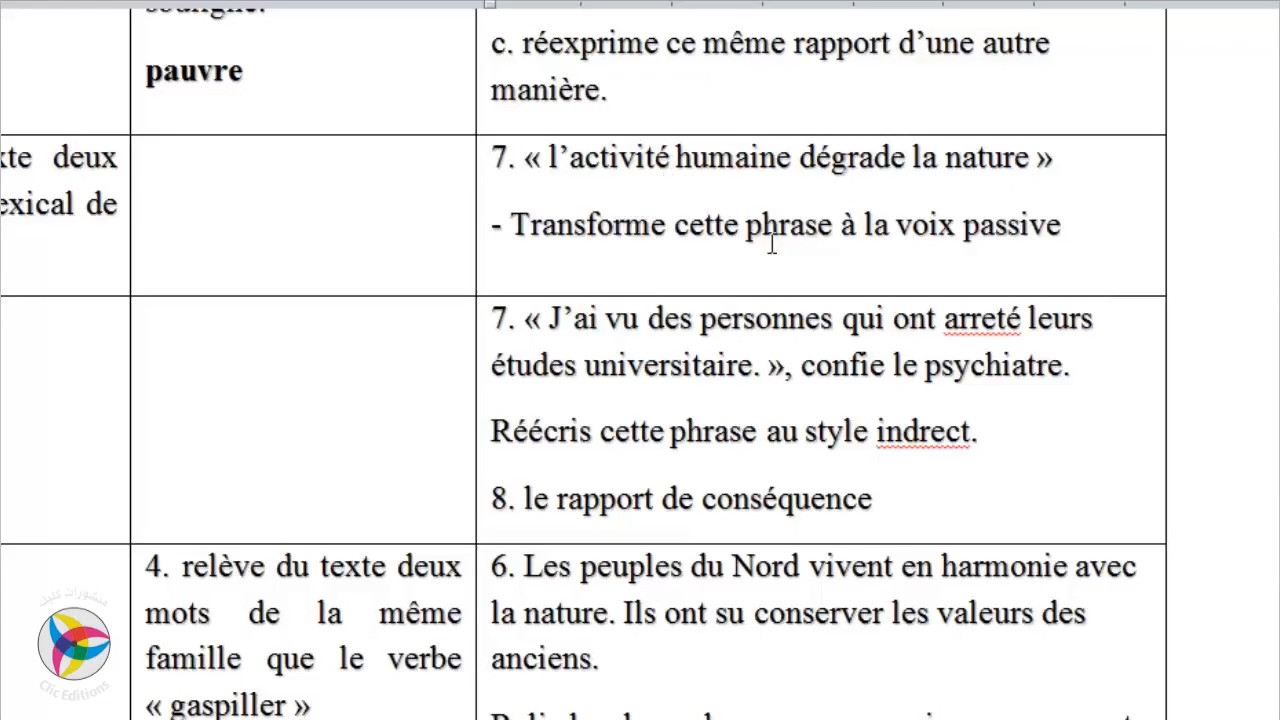 pauvre
c. réexprime ce même rapport d’une autre
manière.
xte deux
exical de
7. « l’activité humaine dégrade la nature »
- Transforme cette phrase à la voix passive
7. « J’ai vu des personnes qui ont arreté leurs
études universitaire. », confie le psychiatre.
Réécris cette phrase au style indrect.
8. le rapport de conséquence
4. relève du texte deux
mots de la même
famille que le verbe
« gaspiller »
6. Les peuples du Nord vivent en harmonie avec
la nature. Ils ont su conserver les valeurs des
anciens.
منشورات كليك
Clic Editions